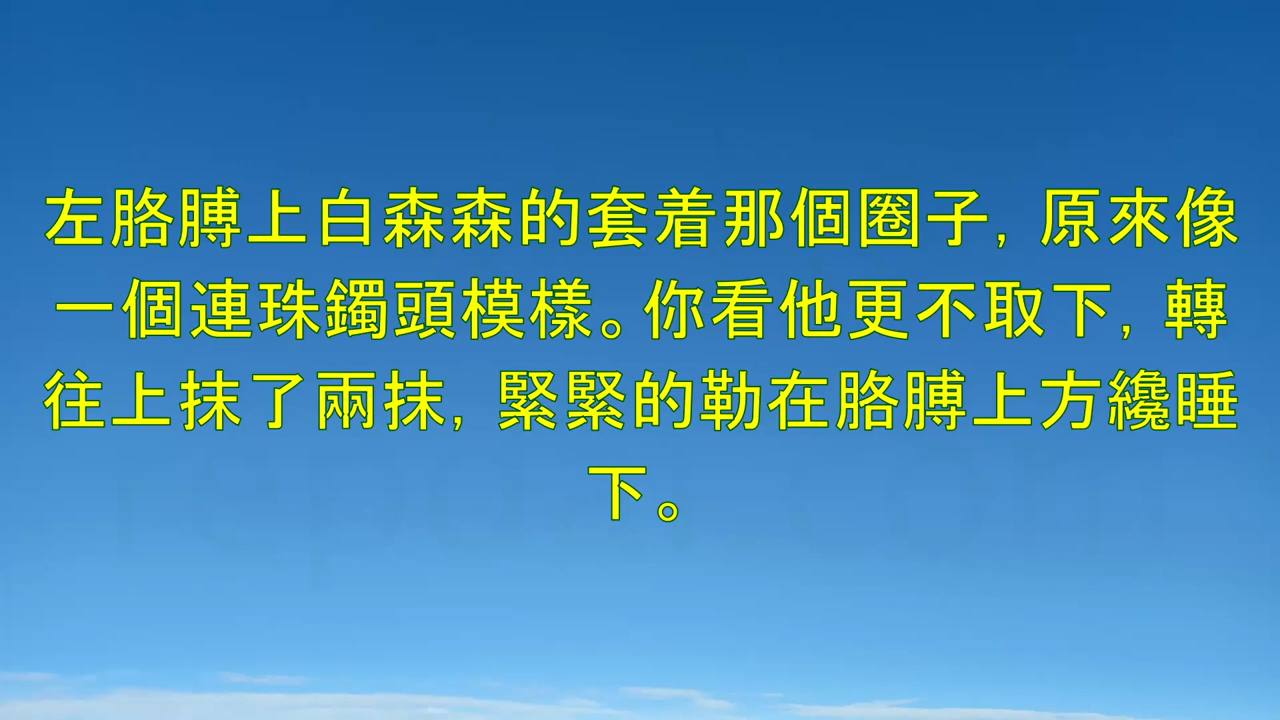 左胳膊上白森森的套着那個圈子，原來像
一個連珠鐲頭模樣。你看他更不取下，轉
往上抹了兩抹，緊緊的勒在胳膊上方纔睡
下。